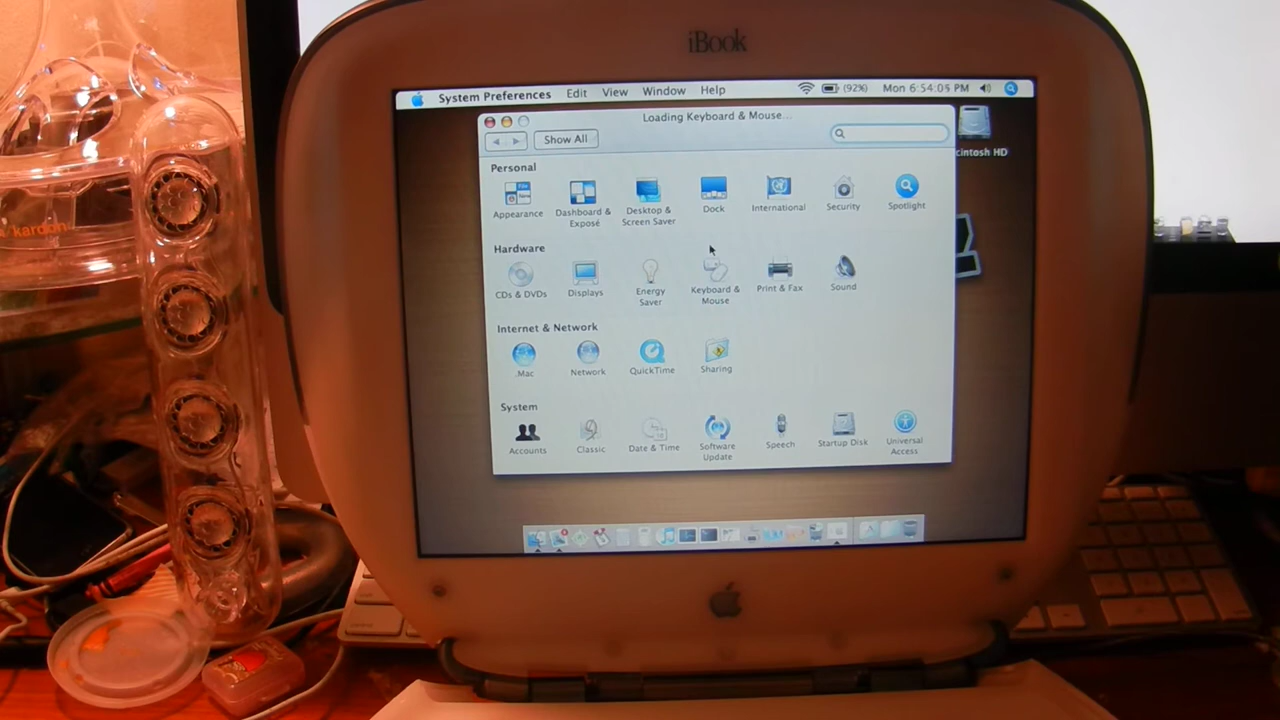 iBook
System Preferences Edit View Window Help (92%) Mon 6:54:05 PM
Loading Keyboard & Mouse...
Show All
cintosh HD
Personal
Appearance
Dashboard &
Exposé
Desktop &
Screen Saver
Dock
International
Security
Spotlight
Hardware
CDs & DVDs
Displays
Energy
Saver
Keyboard &
Mouse
Print & Fax
Sound
Internet & Network
.Mac
Network
QuickTime
Sharing
System
Accounts
Classic
Date & Time
Software
Update
Speech
Startup Disk
Universal
Access
kardon